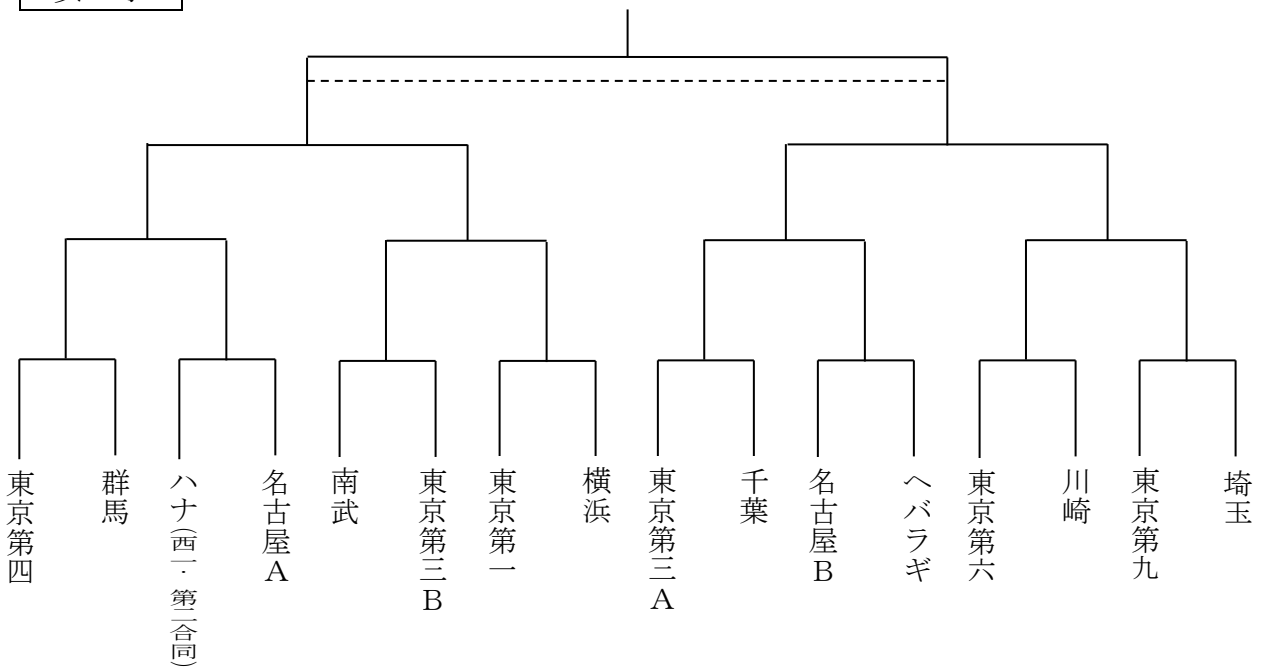 東京第四
群馬
ハナ(西一・第二合同)
名古屋A
南武
東京第三B
東京第一
横浜
東京第三A
千葉
名古屋B
ヘバラギ
東京第六
川崎
東京第九
埼玉